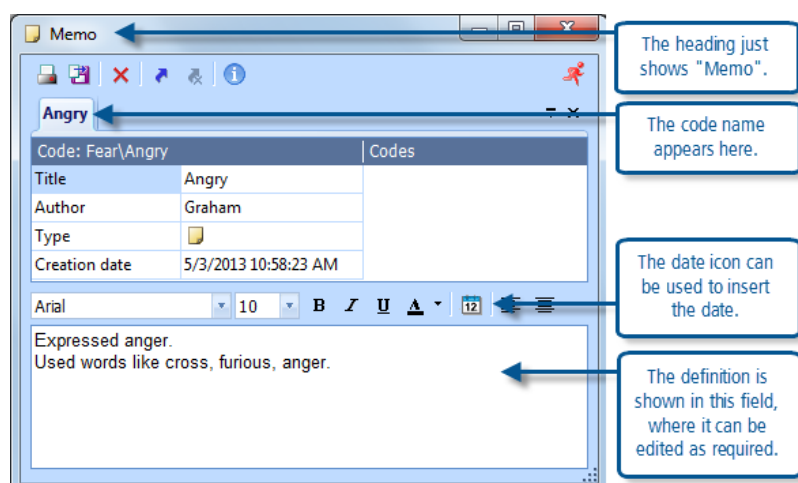 Memo
The heading just
shows "Memo".
Angry
The code name
appears here.
Code: Fear\Angry Codes
Title Angry
Author Graham
Type
Creation date 5/3/2013 10:58:23 AM
The date icon can
be used to insert
the date.
Arial 10 B I U A 12
Expressed anger.
Used words like cross, furious, anger.
The definition is
shown in this field,
where it can be
edited as required.